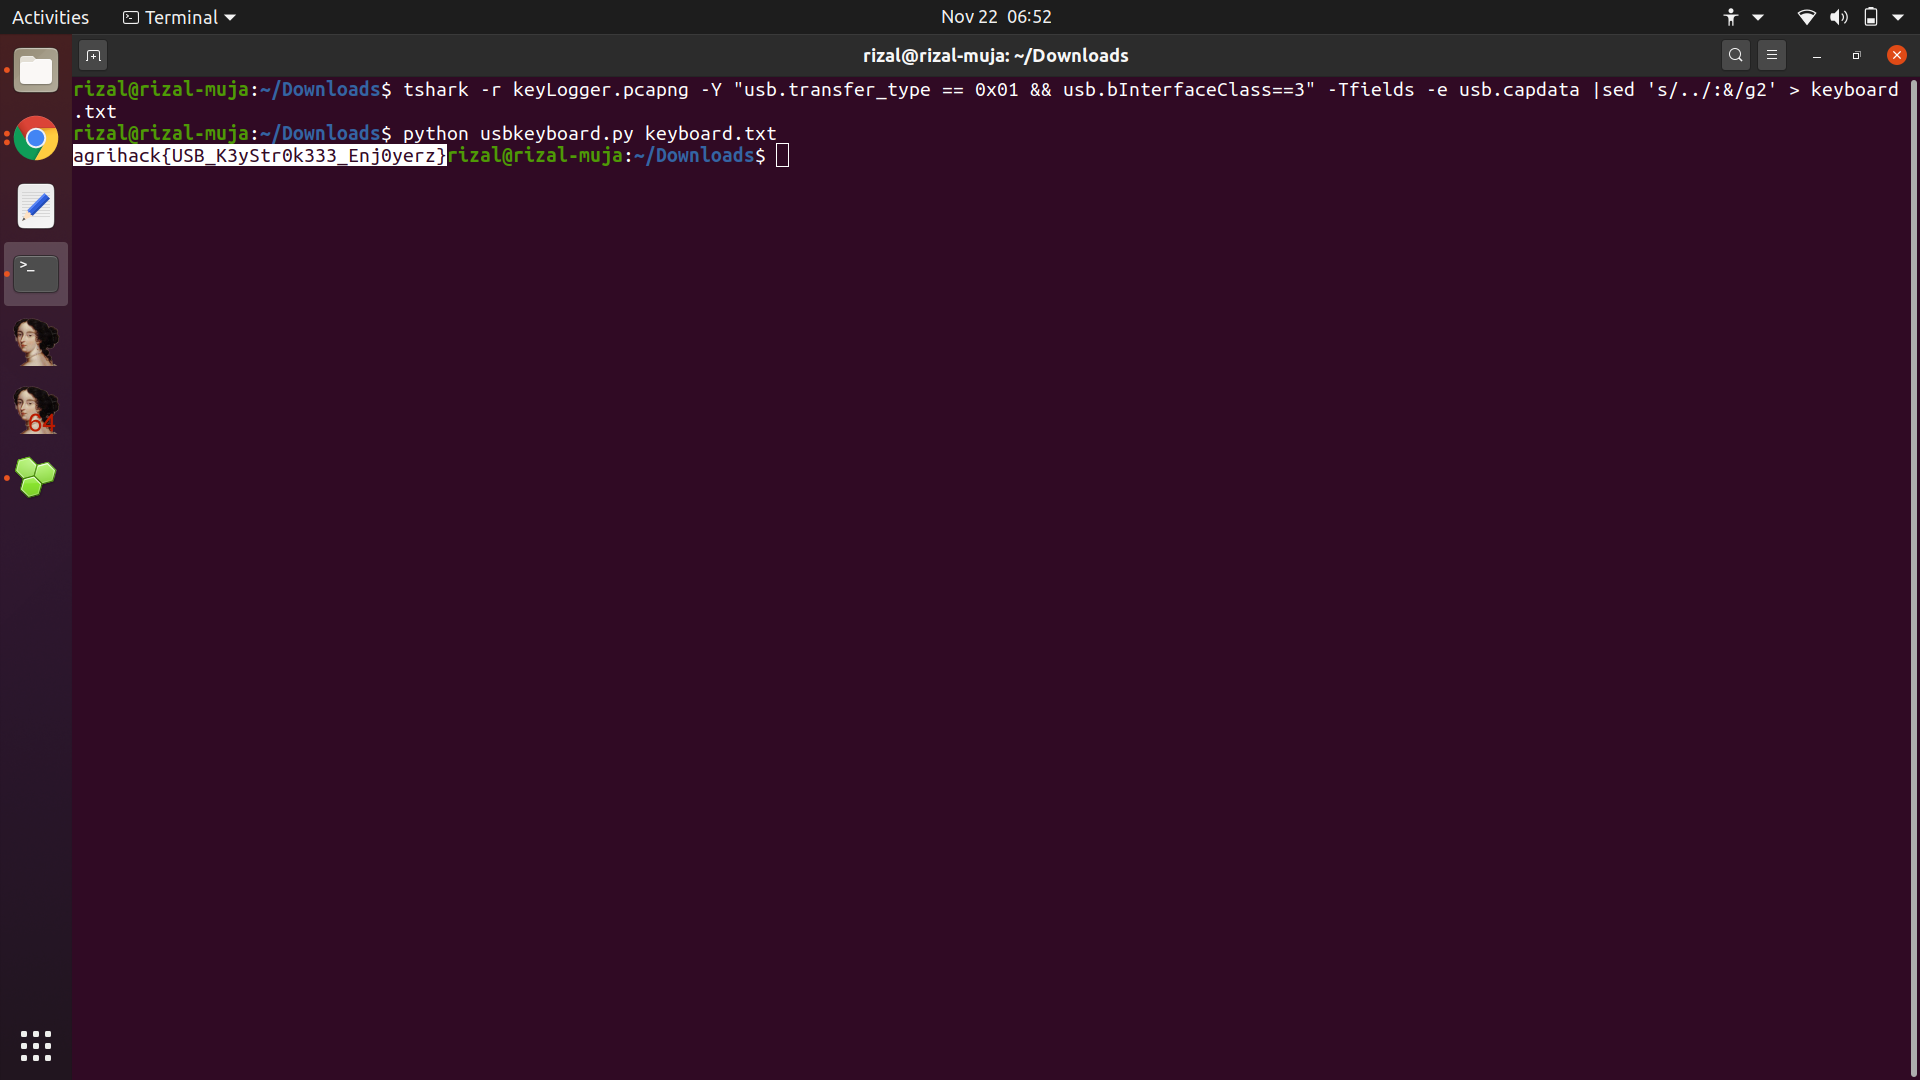 Activities Terminal Nov 22 06:52
rizal@rizal-muja: ~/Downloads
rizal@rizal-muja:~/Downloads$ tshark -r keyLogger.pcapng -Y "usb.transfer_type == 0x01 && usb.bInterfaceClass==3" -Tfields -e usb.capdata |sed 's/../:&/g2' > keyboard
.txt
rizal@rizal-muja:~/Downloads$ python usbkeyboard.py keyboard.txt
agrihack{USB_K3yStr0k333_Enj0yerz}rizal@rizal-muja:~/Downloads$
>_
64